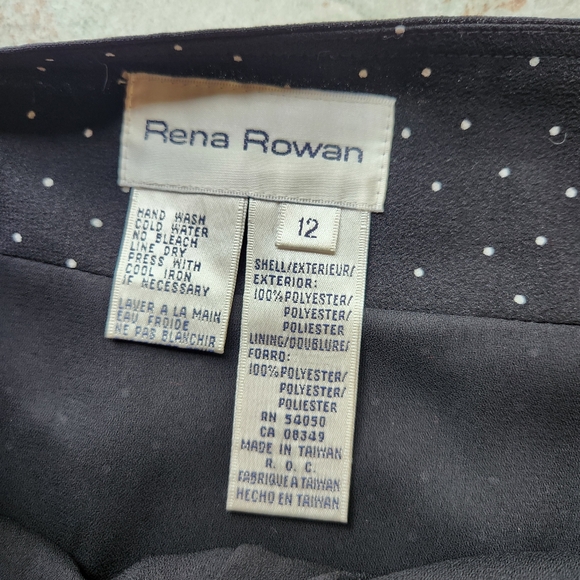 Rena Rowan
HAND WASH
COLD WATER
NO BLEACH
LINE DRY
PRESS WITH
COOL IRON
IF NECESSARY
LAVER A LA MAIN
EAU FROIDE
NE PAS BLANCHIR
12
SHELL/EXTERIEUR/
EXTERIOR:
100%POLYESTER/
POLYESTER/
POLIESTER
LINING/DOUBLURE/
FORRO:
100%POLYESTER/
POLYESTER/
POLIESTER
RN 54050
CA 08349
MADE IN TAIWAN
R. O. C.
FABRIQUE A TAIWAN
HECHO EN TAIWAN